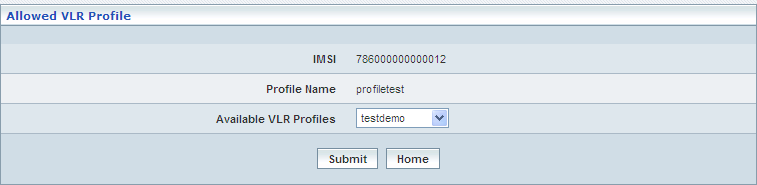 Allowed VLR Profile
IMSI 786000000000012
Profile Name profiletest
Available VLR Profiles testdemo
Submit Home